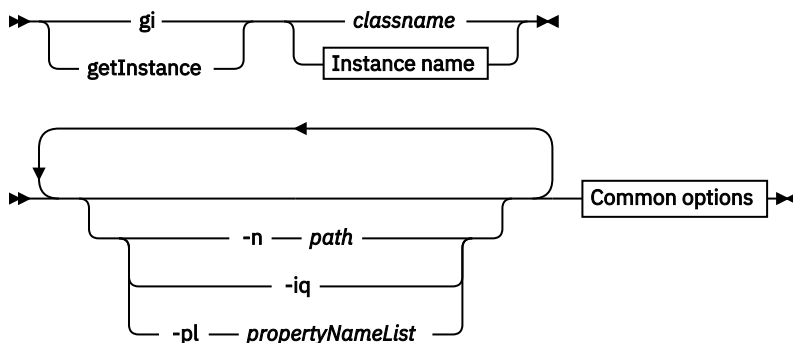 gi classname
getInstance Instance name
Common options
-n path
-iq
-pl propertyNameList